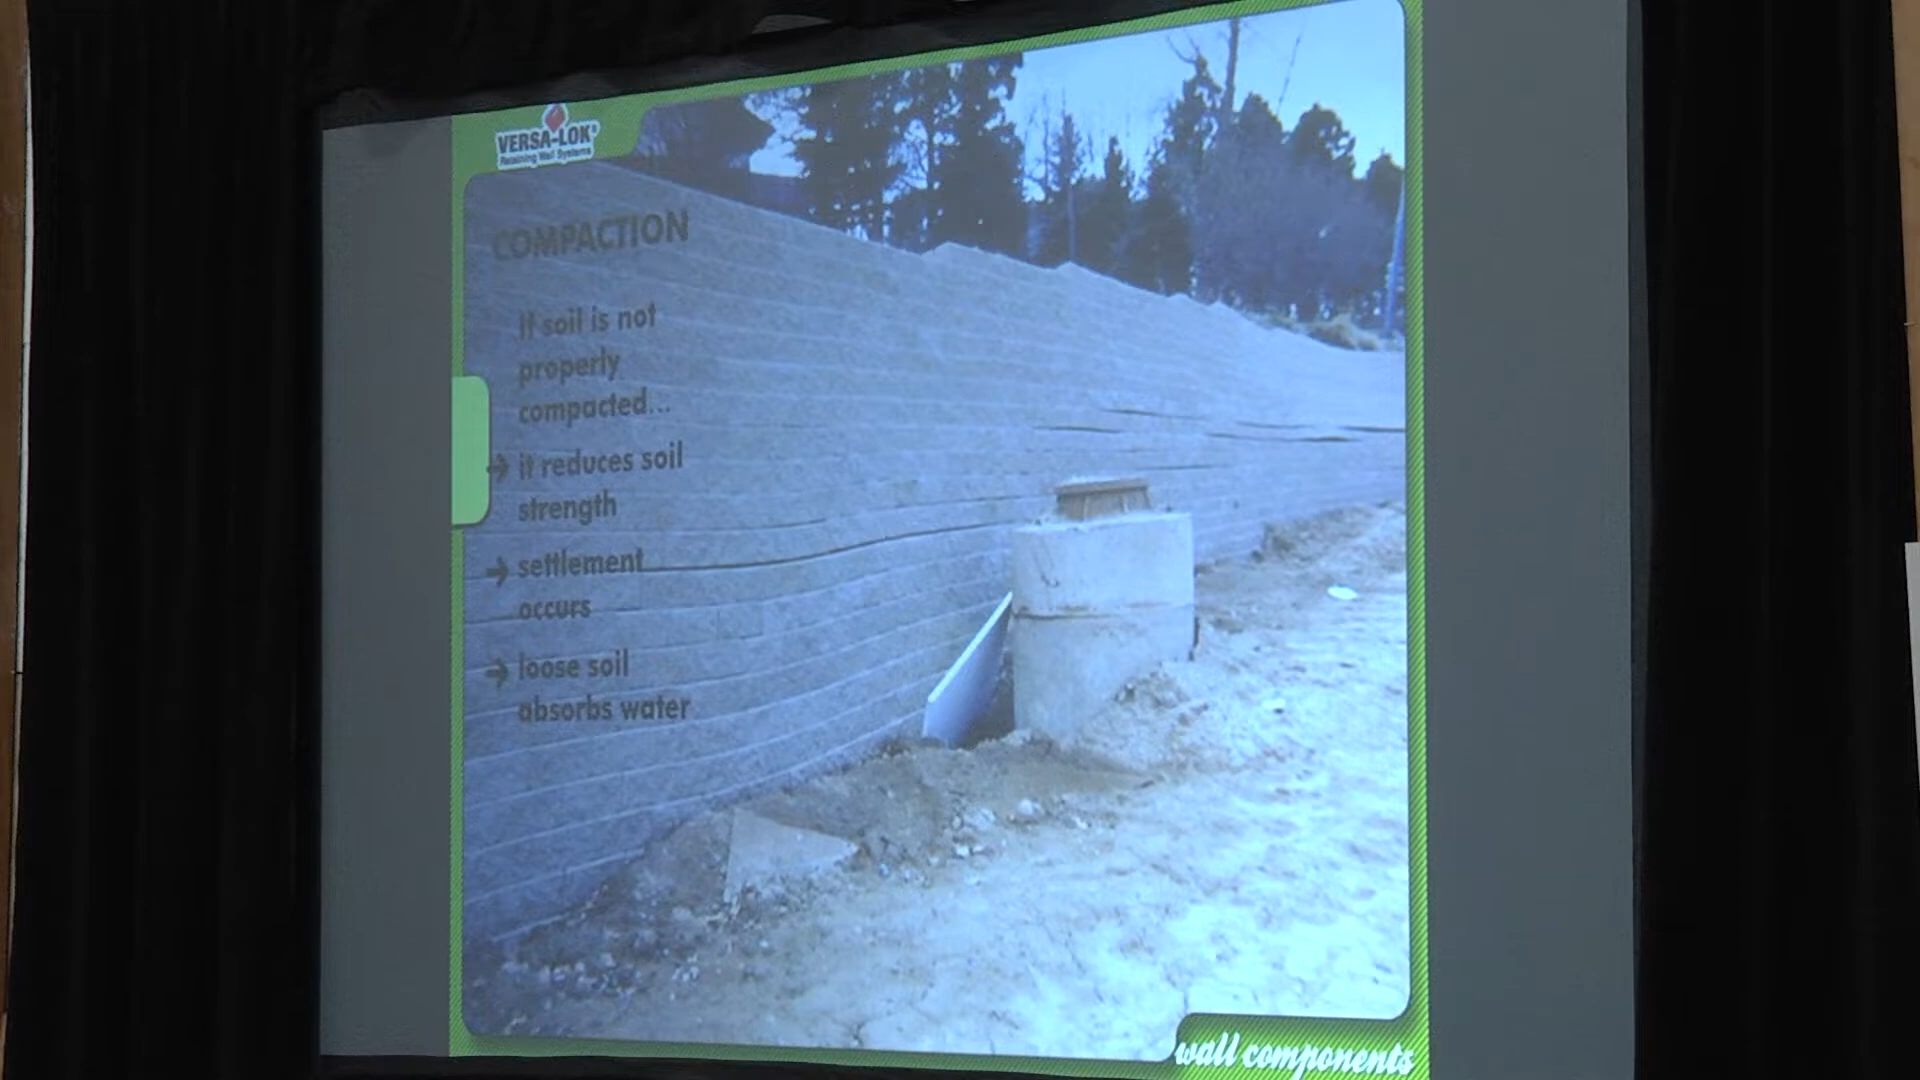 VERSA-LOK®
Retaining Wall Systems
COMPACTION
If soil is not
properly
compacted...
→ it reduces soil
strength
→ settlement
occurs
→ loose soil
absorbs water
wall components